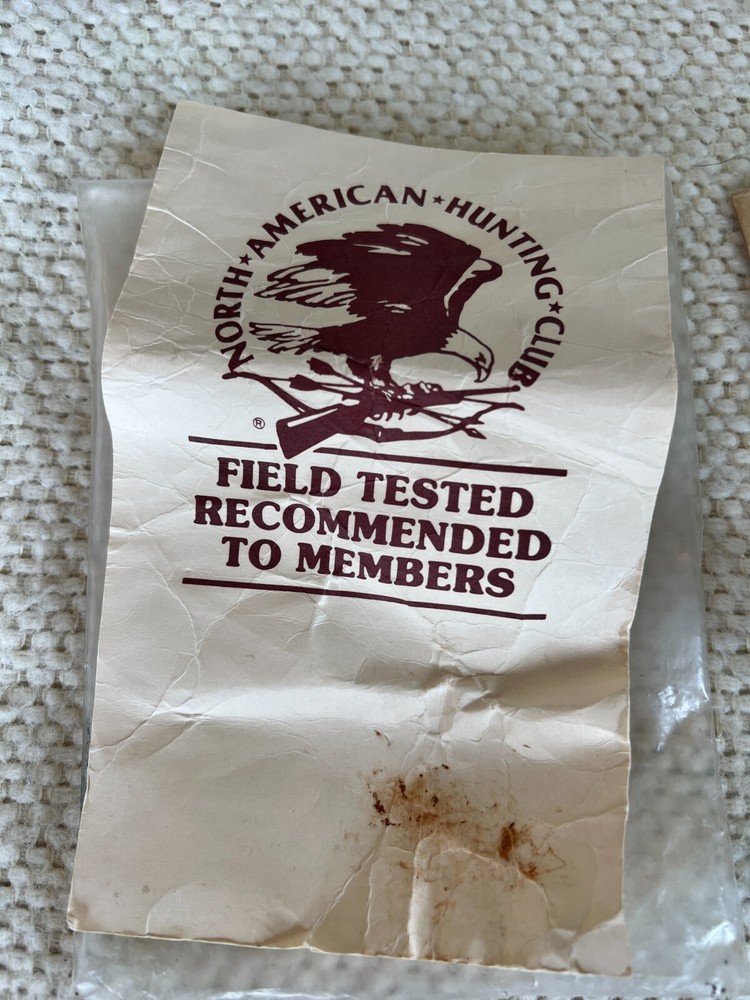 NORTH★AMERICAN★HUNTING★CLUB
®
FIELD TESTED
RECOMMENDED
TO MEMBERS